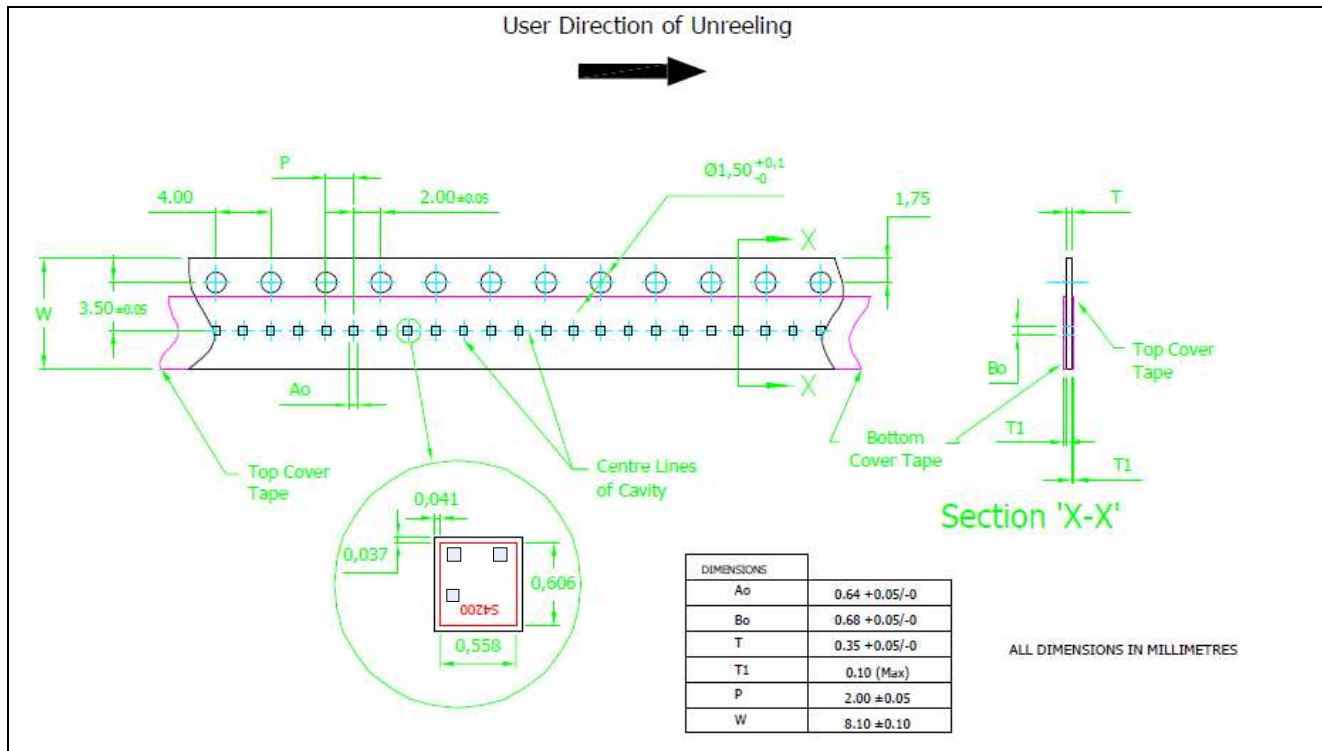 User Direction of Unreeling
P
4.00
2.00±0.05
Ø1,50 +0,1
-0
1,75
T
X
W
3.50±0.05
Ao
X
Bo
Top Cover
Tape
T1
T1
Top Cover
Tape
Centre Lines
of Cavity
Bottom
Cover Tape
Section 'X-X'
0,041
0,037
0,606
S4200
0,558
DIMENSIONS
Ao 0.64 +0.05/-0
Bo 0.68 +0.05/-0
T 0.35 +0.05/-0
T1 0.10 (Max)
P 2.00 ±0.05
W 8.10 ±0.10
ALL DIMENSIONS IN MILLIMETRES